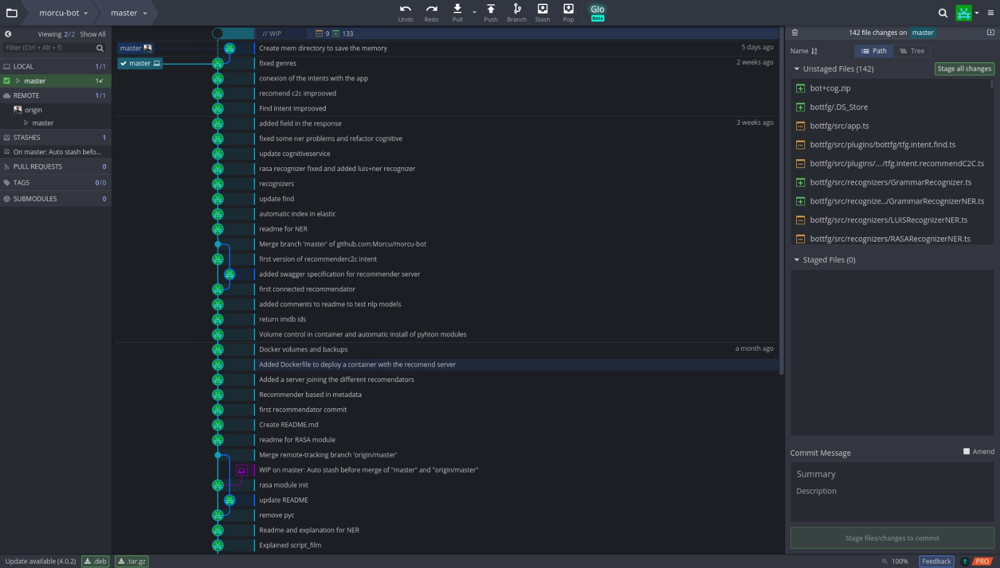 morcu-bot
master
Undo
Redo
Pull
Push
Branch
Stash
Pop
Glo
Beta
Viewing 2/2 Show All
Filter (Ctrl + Alt + f)
LOCAL 1/1
master 1
REMOTE 1/1
origin
master
STASHES 1
On master: Auto stash befo...
PULL REQUESTS 0
TAGS 0/0
SUBMODULES 0
// WIP 9 133
master Create mem directory to save the memory 5 days ago
master fixed genres 2 weeks ago
conexion of the intents with the app
recomend c2c improoved
Find intent improoved
added field in the response 3 weeks ago
fixed some ner problems and refactor cognitive
update cognitiveservice
rasa recognizer fixed and added luis+ner recognizer
recognizers
update find
automatic index in elastic
readme for NER
Merge branch 'master' of github.com:Morcu/morcu-bot
first version of recommenderc2c intent
added swagger specification for recommender server
first connected recommendator
added comments to readme to test nlp models
return imdb ids
Volume control in container and automatic install of pyhton modules
Docker volumes and backups a month ago
Added Dockerfile to deploy a container with the recomend server
Added a server joining the different recomendators
Recommender based in metadata
first recommendator commit
Create README.md
readme for RASA module
Merge remote-tracking branch 'origin/master'
WIP on master: Auto stash before merge of "master" and "origin/master"
rasa module init
update README
remove pyc
Readme and explanation for NER
Explained script_film
142 file changes on master
Name Path Tree
Unstaged Files (142) Stage all changes
bot+cog.zip
bottfg/.DS_Store
bottfg/src/app.ts
bottfg/src/plugins/bottfg/tfg.intent.find.ts
bottfg/src/plugins/.../tfg.intent.recommendC2C.ts
bottfg/src/recognizers/GrammarRecognizer.ts
bottfg/src/recognize.../GrammarRecognizerNER.ts
bottfg/src/recognizers/LUISRecognizerNER.ts
bottfg/src/recognizers/RASARecognizerNER.ts
Staged Files (0)
Commit Message Amend
Summary
Description
Stage files/changes to commit
Update available (4.0.2) .deb .tar.gz
100% Feedback PRO